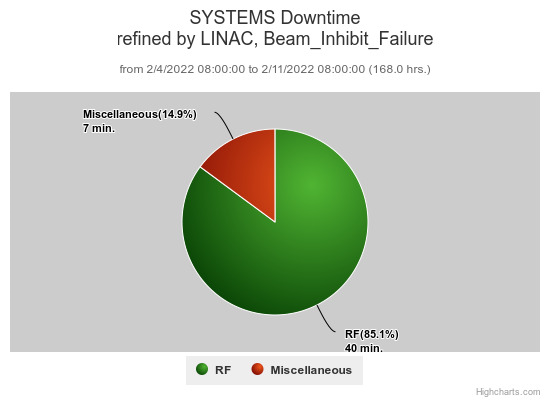 SYSTEMS Downtime
refined by LINAC, Beam_Inhibit_Failure
from 2/4/2022 08:00:00 to 2/11/2022 08:00:00 (168.0 hrs.)
Miscellaneous(14.9%)
7 min.
RF(85.1%)
40 min.
RF
Miscellaneous
Highcharts.com